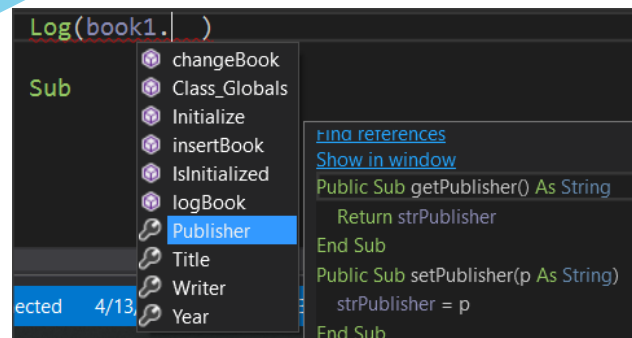 Log(book1.  )
Sub
changeBook
Class_Globals
Initialize
insertBook
IsInitialized
logBook
Publisher
Title
Writer
Year
Find references
Show in window
Public Sub getPublisher() As String
Return strPublisher
End Sub
Public Sub setPublisher(p As String)
strPublisher = p
End Sub
ected 4/13,